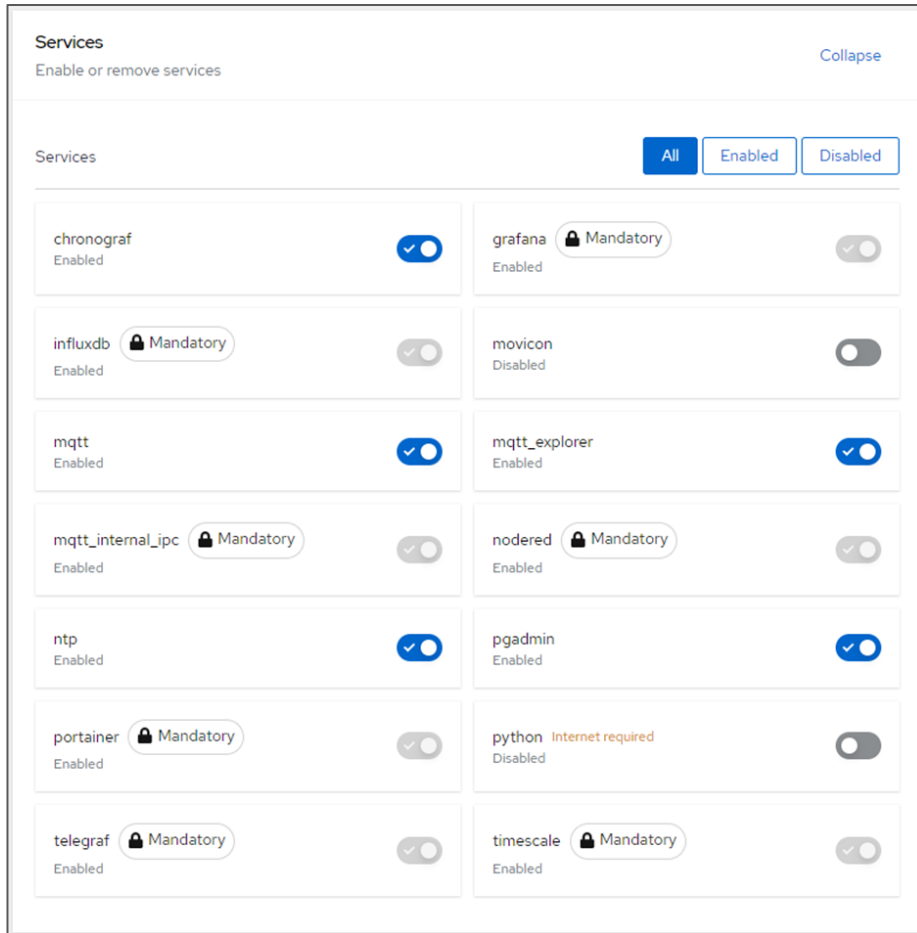 Services
Enable or remove services
Collapse
Services
All
Enabled
Disabled
chronograf
Enabled
grafana Mandatory
Enabled
influxdb Mandatory
Enabled
movicon
Disabled
mqtt
Enabled
mqtt_explorer
Enabled
mqtt_internal_ipc Mandatory
Enabled
nodered Mandatory
Enabled
ntp
Enabled
pgadmin
Enabled
portainer Mandatory
Enabled
python Internet required
Disabled
telegraf Mandatory
Enabled
timescale Mandatory
Enabled